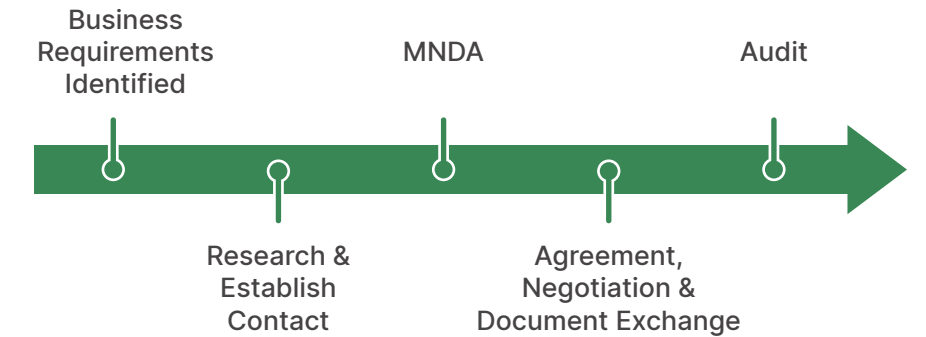 Business
Requirements
Identified
Research &
Establish
Contact
MNDA
Agreement,
Negotiation &
Document Exchange
Audit